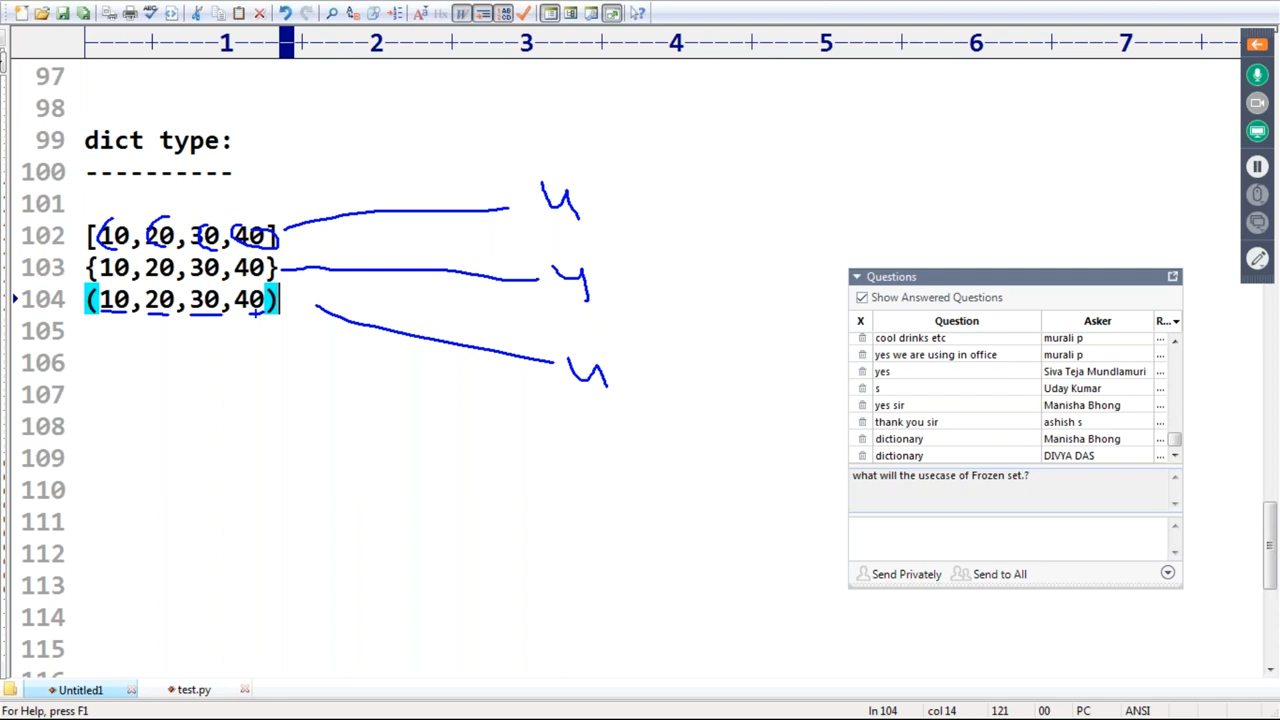 1 2 3 4 5 6 7
97
98
99 dict type:
100 ----------
101
102 [10,20,30,40] 4
103 {10,20,30,40} 4
104 (10,20,30,40) 4
105
106
107
108
109
110
111
112
113
114
115
Questions
Show Answered Questions
X Question Asker R...
cool drinks etc murali p ...
yes we are using in office murali p ...
yes Siva Teja Mundlamuri ...
s Uday Kumar ...
yes sir Manisha Bhong ...
thank you sir ashish s ...
dictionary Manisha Bhong ...
dictionary DIVYA DAS ...
what will the usecase of Frozen set.?
Send Privately Send to All
Untitled1 test.py
For Help, press F1 ln 104 col 14 121 00 PC ANSI